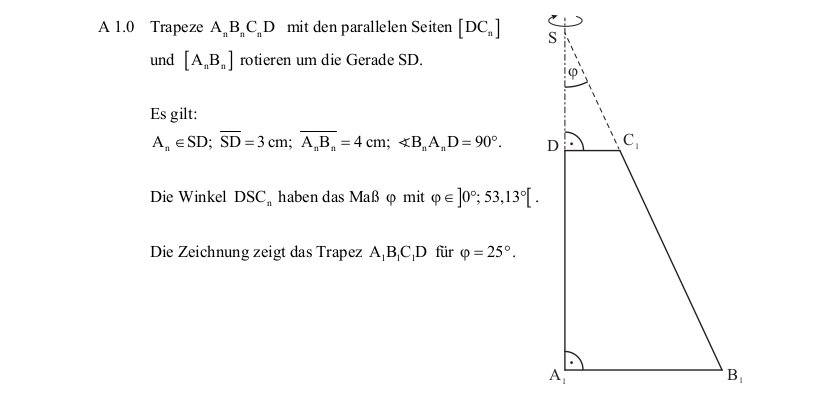 A 1.0 Trapeze AₙBₙCₙD mit den parallelen Seiten [DCₙ]
und [AₙBₙ] rotieren um die Gerade SD.
Es gilt:
Aₙ ∈ SD; S̅D̅ = 3 cm; A̅ₙB̅ₙ = 4 cm; ∢BₙAₙD = 90°.
Die Winkel DSCₙ haben das Maß φ mit φ ∈ ]0°; 53,13°[ .
Die Zeichnung zeigt das Trapez A₁B₁C₁D für φ = 25°.
S
φ
D
C₁
A₁
B₁